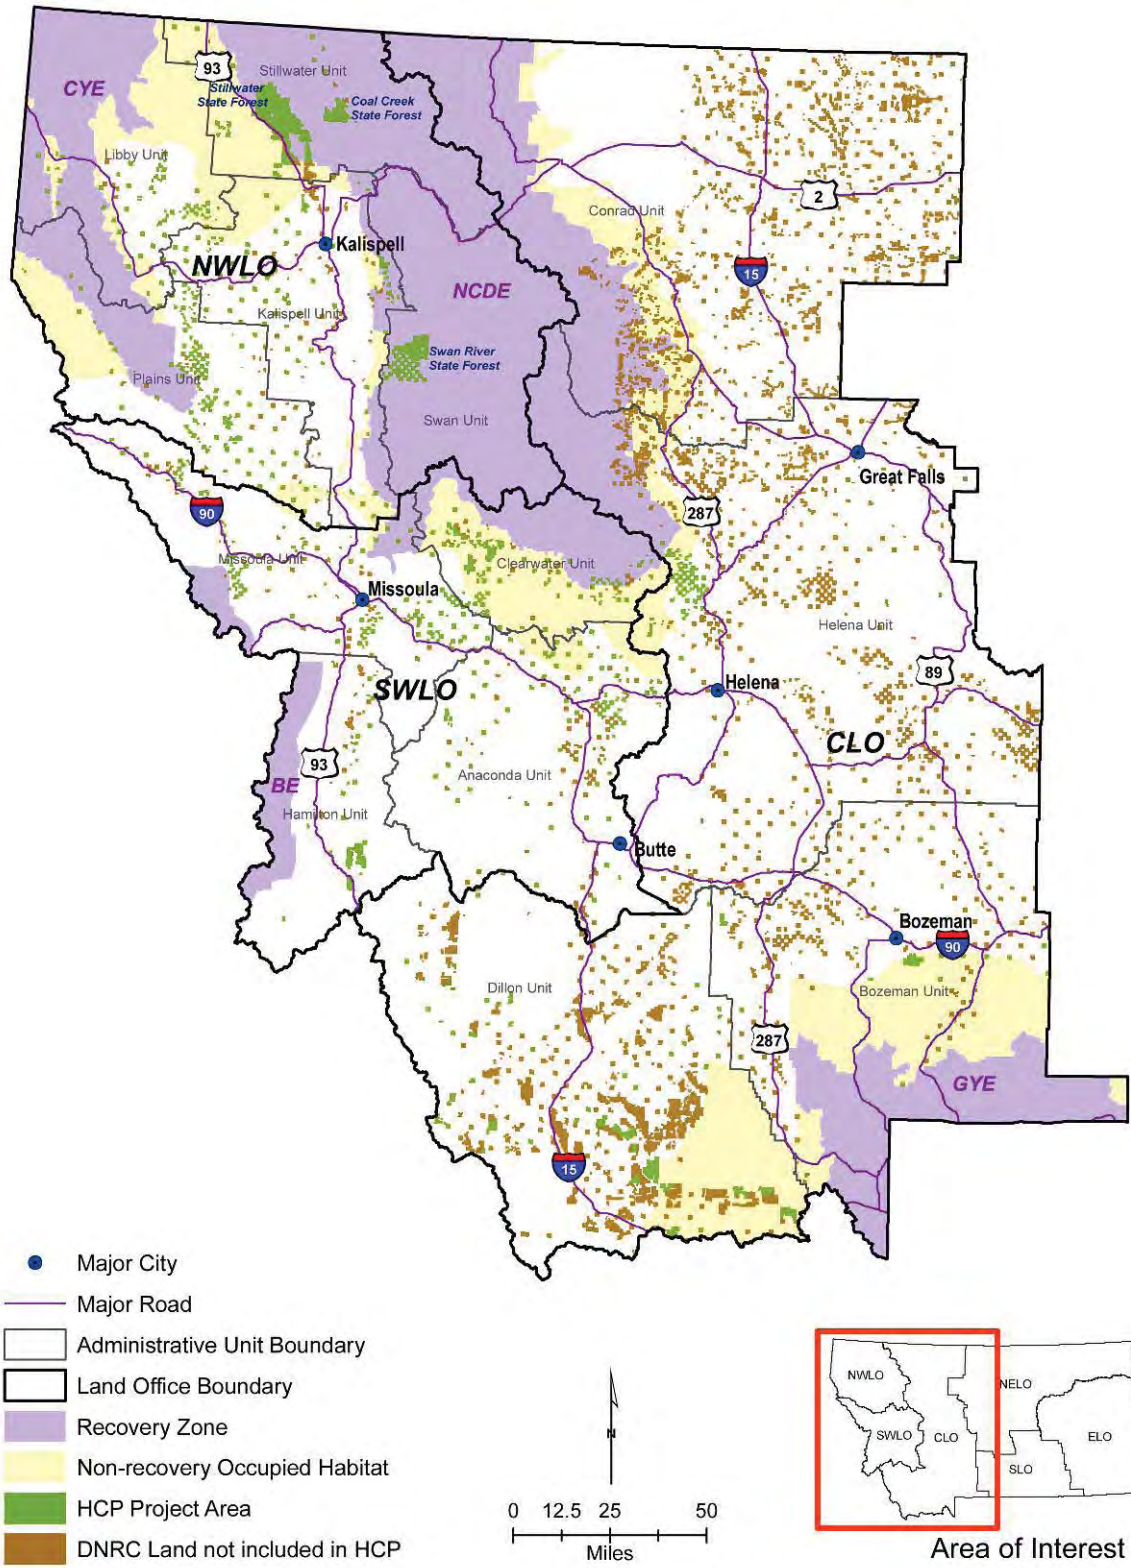 93
Stillwater Unit
CYE
Stillwater
State Forest
Coal Creek
State Forest
Libby Unit
2
Conrad Unit
Kalispell
NWLO
15
NCDE
Kalispell Unit
Swan River
State Forest
Plains Unit
Swan Unit
Great Falls
90
287
Missoula Unit
Clearwater Unit
Missoula
Helena Unit
89
Helena
SWLO
CLO
93
BE
Anaconda Unit
Hamilton Unit
Butte
Bozeman
90
Dillon Unit
Bozeman Unit
287
GYE
15
Major City
Major Road
Administrative Unit Boundary
Land Office Boundary
Recovery Zone
Non-recovery Occupied Habitat
HCP Project Area
DNRC Land not included in HCP
N
0 12.5 25 50
Miles
NWLO
NELO
SWLO
CLO
ELO
SLO
Area of Interest